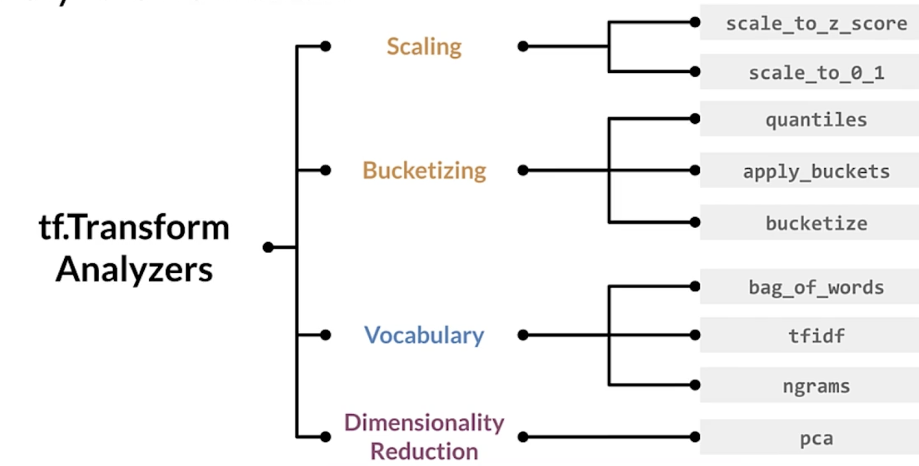 Scaling
scale_to_z_score
scale_to_0_1
Bucketizing
quantiles
apply_buckets
bucketize
tf.Transform
Analyzers
Vocabulary
bag_of_words
tfidf
ngrams
Dimensionality
Reduction
pca